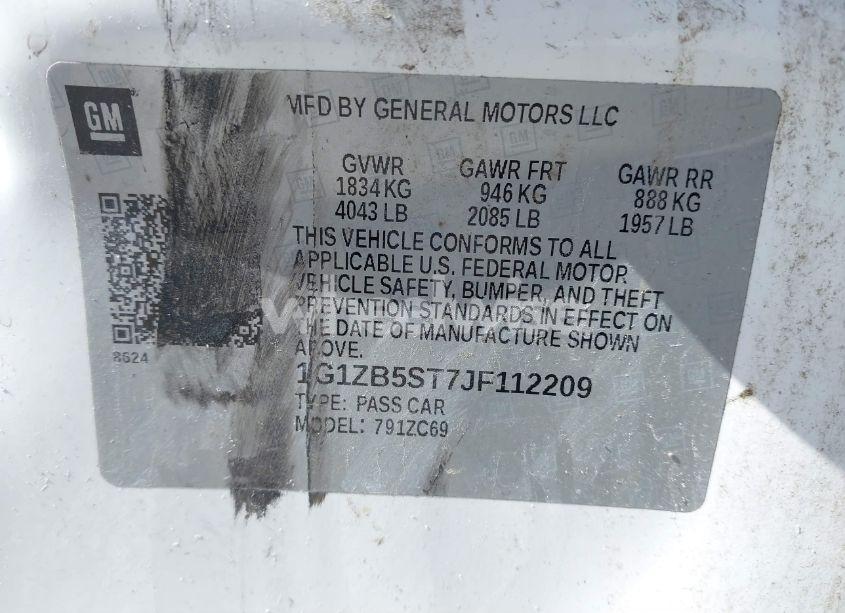 GM
MFD BY GENERAL MOTORS LLC
GVWR GAWR FRT GAWR RR
1834 KG 946 KG 888 KG
4043 LB 2085 LB 1957 LB
THIS VEHICLE CONFORMS TO ALL
APPLICABLE U.S. FEDERAL MOTOR
VEHICLE SAFETY, BUMPER, AND THEFT
PREVENTION STANDARDS IN EFFECT ON
THE DATE OF MANUFACTURE SHOWN
ABOVE.
8624
1G1ZB5ST7JF112209
TYPE: PASS CAR
MODEL: 791ZC69